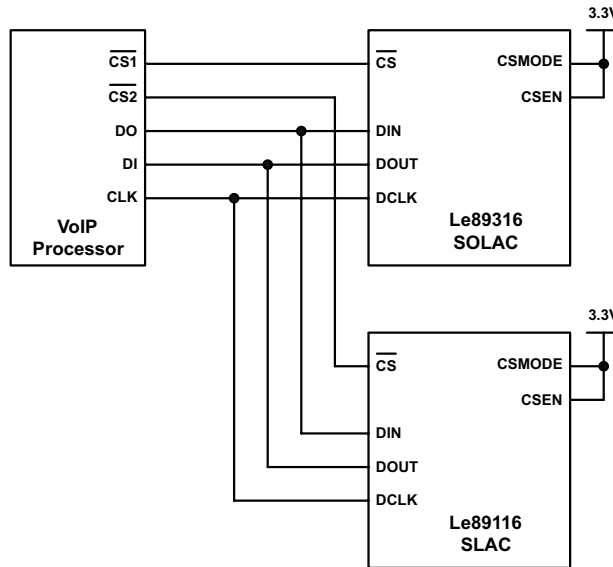 3.3V
CS1
CS
CSMODE
CS2
CSEN
DO
DIN
DI
DOUT
CLK
DCLK
VoIP
Processor
Le89316
SOLAC
3.3V
CS
CSMODE
CSEN
DIN
DOUT
DCLK
Le89116
SLAC